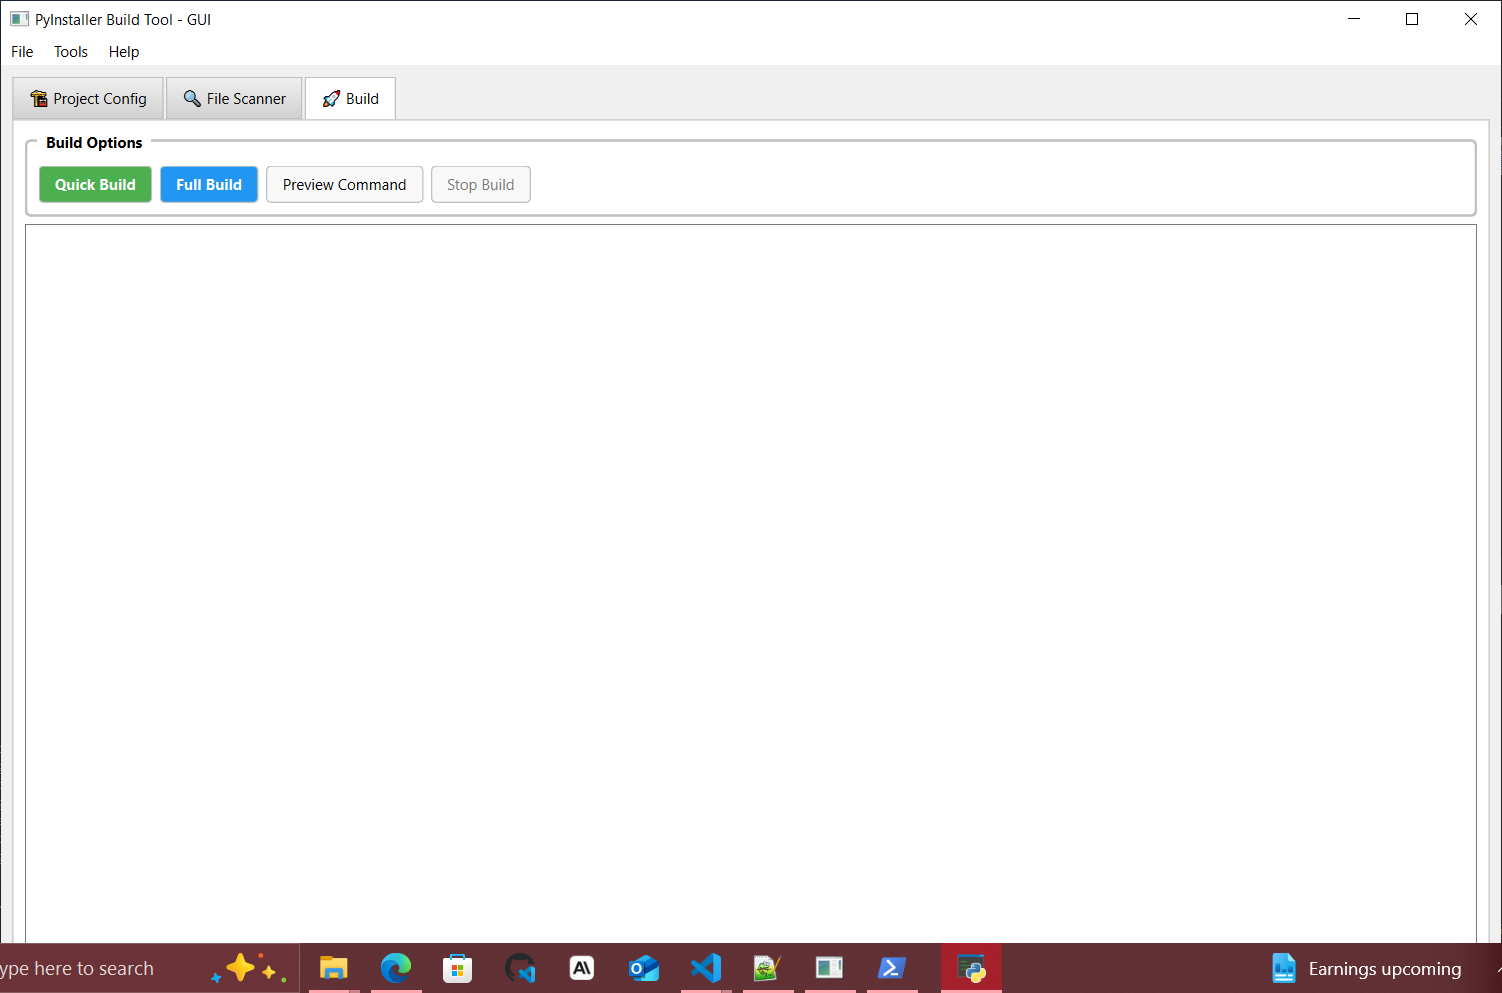 PyInstaller Build Tool - GUI
File Tools Help
Project Config File Scanner Build
Build Options
Quick Build Full Build Preview Command Stop Build
ype here to search Earnings upcoming